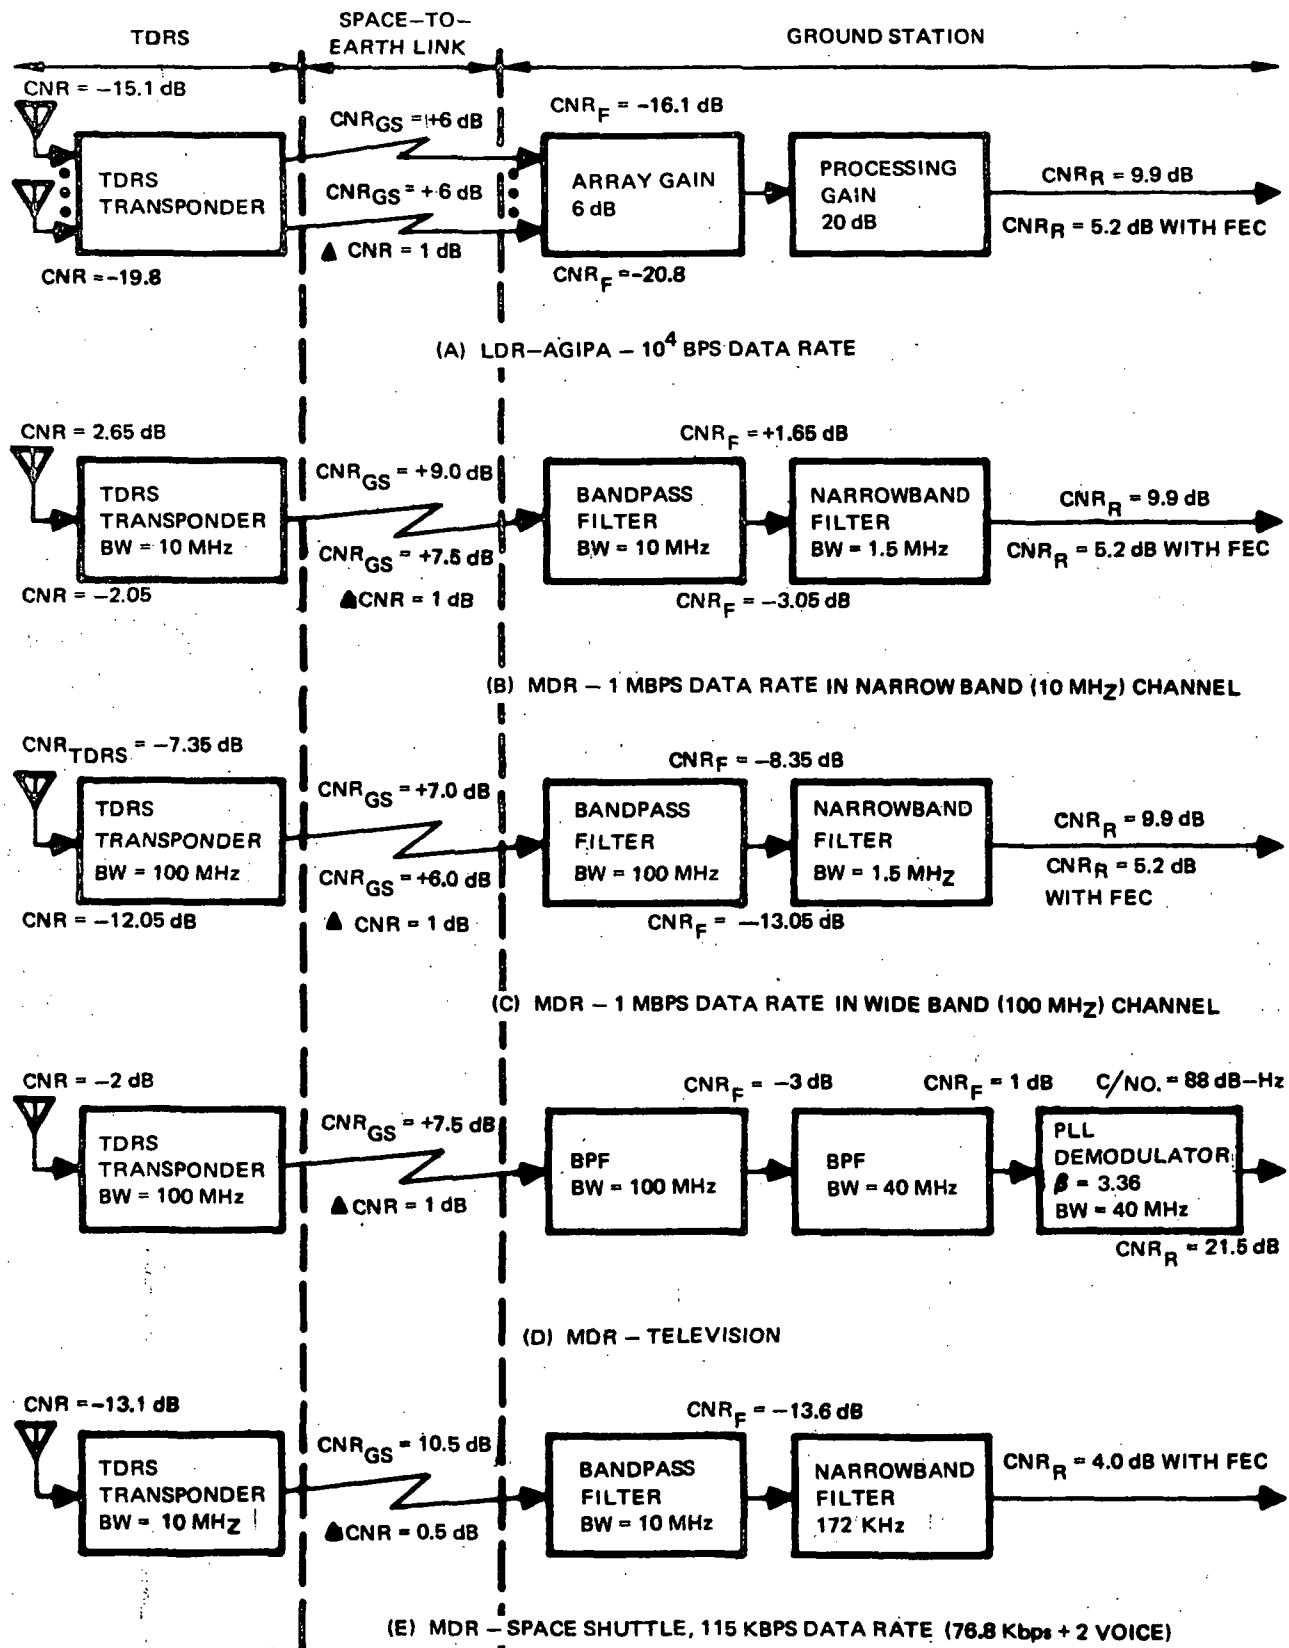 TDRS
SPACE-TO-
EARTH LINK
GROUND STATION
CNR = -15.1 dB
CNR_GS = +6 dB
CNR_F = -16.1 dB
TDRS
TRANSPONDER
CNR_GS = +6 dB
ARRAY GAIN
6 dB
PROCESSING
GAIN
20 dB
CNR_R = 9.9 dB
CNR_R = 5.2 dB WITH FEC
CNR = -19.8
▲ CNR = 1 dB
CNR_F = -20.8
(A) LDR-AGIPA - 10^4 BPS DATA RATE
CNR = 2.65 dB
CNR_F = +1.65 dB
TDRS
TRANSPONDER
BW = 10 MHz
CNR_GS = +9.0 dB
CNR_GS = +7.5 dB
BANDPASS
FILTER
BW = 10 MHz
NARROWBAND
FILTER
BW = 1.5 MHz
CNR_R = 9.9 dB
CNR_R = 5.2 dB WITH FEC
CNR = -2.05
▲CNR = 1 dB
CNR_F = -3.05 dB
(B) MDR - 1 MBPS DATA RATE IN NARROW BAND (10 MHz) CHANNEL
CNR_TDRS = -7.35 dB
CNR_F = -8.35 dB
TDRS
TRANSPONDER
BW = 100 MHz
CNR_GS = +7.0 dB
CNR_GS = +6.0 dB
BANDPASS
FILTER
BW = 100 MHz
NARROWBAND
FILTER
BW = 1.5 MHZ
CNR_R = 9.9 dB
CNR_R = 5.2 dB
WITH FEC
CNR = -12.05 dB
▲ CNR = 1 dB
CNR_F = -13.05 dB
(C) MDR - 1 MBPS DATA RATE IN WIDE BAND (100 MHz) CHANNEL
CNR = -2 dB
CNR_F = -3 dB
CNR_F = 1 dB
C/NO. = 88 dB-Hz
TDRS
TRANSPONDER
BW = 100 MHz
CNR_GS = +7.5 dB
▲CNR = 1 dB
BPF
BW = 100 MHz
BPF
BW = 40 MHz
PLL
DEMODULATOR
β = 3.36
BW = 40 MHz
CNR_R = 21.5 dB
(D) MDR - TELEVISION
CNR = -13.1 dB
CNR_F = -13.6 dB
TDRS
TRANSPONDER
BW = 10 MHZ
CNR_GS = 10.5 dB
▲CNR = 0.5 dB
BANDPASS
FILTER
BW = 10 MHz
NARROWBAND
FILTER
172 KHz
CNR_R = 4.0 dB WITH FEC
(E) MDR - SPACE SHUTTLE, 115 KBPS DATA RATE (76.8 Kbps + 2 VOICE)